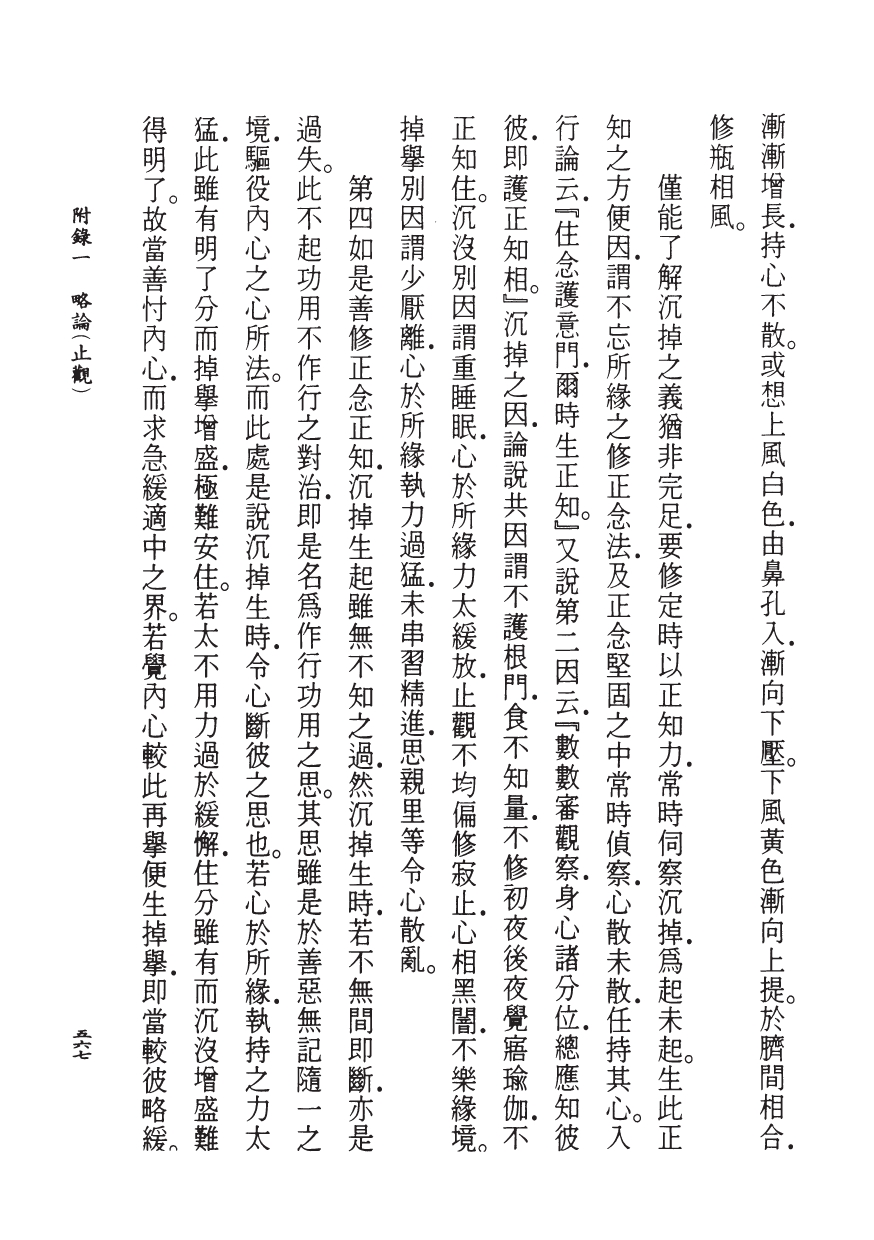 漸漸增長．持心不散。或想上風白色．由鼻孔入．漸向下壓。下風黃色漸向上提。於臍間相合．
修瓶相風。
僅能了解沉掉之義猶非完足．要修定時以正知力．常時伺察沉掉．爲起未起。生此正
知之方便因．謂不忘所緣之修正念法．及正念堅固之中常時偵察．心散未散．任持其心。入
行論云．『住念護意門．爾時生正知。』又說第二因云．『數數審觀察．身心諸分位．總應知彼
彼．即護正知相。』沉掉之因．論說共因謂不護根門．食不知量．不修初夜後夜覺寤瑜伽．不
正知住。沉沒別因謂重睡眠．心於所緣力太緩放．止觀不均偏修寂止．心相黑闇．不樂緣境。
掉擧別因謂少厭離．心於所緣執力過猛．未串習精進．思親里等令心散亂。
第四如是善修正念正知．沉掉生起雖無不知之過．然沉掉生時．若不無間即斷．亦是
過失。此不起功用不作行之對治．即是名爲作行功用之思。其思雖是於善惡無記隨一之
境．驅役內心之心所法。而此處是說沉掉生時．令心斷彼之思也。若心於所緣．執持之力太
猛．此雖有明了分而掉擧增盛．極難安住。若太不用力過於緩懈．住分雖有而沉沒增盛難
得明了。故當善忖內心．而求急緩適中之界。若覺內心較此再擧便生掉擧．即當較彼略緩。
附錄一　略論（止觀）
五六七